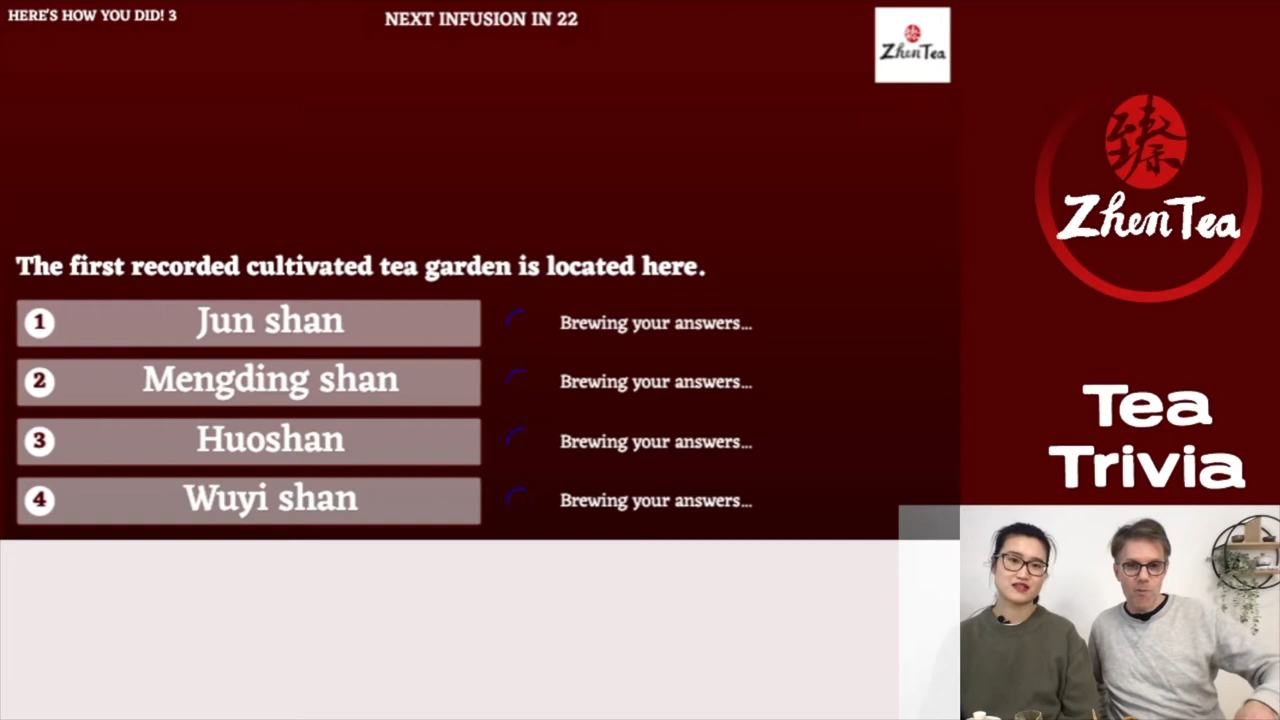 HERE'S HOW YOU DID! 3
NEXT INFUSION IN 22
臻
ZhenTea
臻
ZhenTea
The first recorded cultivated tea garden is located here.
1 Jun shan Brewing your answers...
2 Mengding shan Brewing your answers...
3 Huoshan Brewing your answers...
4 Wuyi shan Brewing your answers...
Tea
Trivia